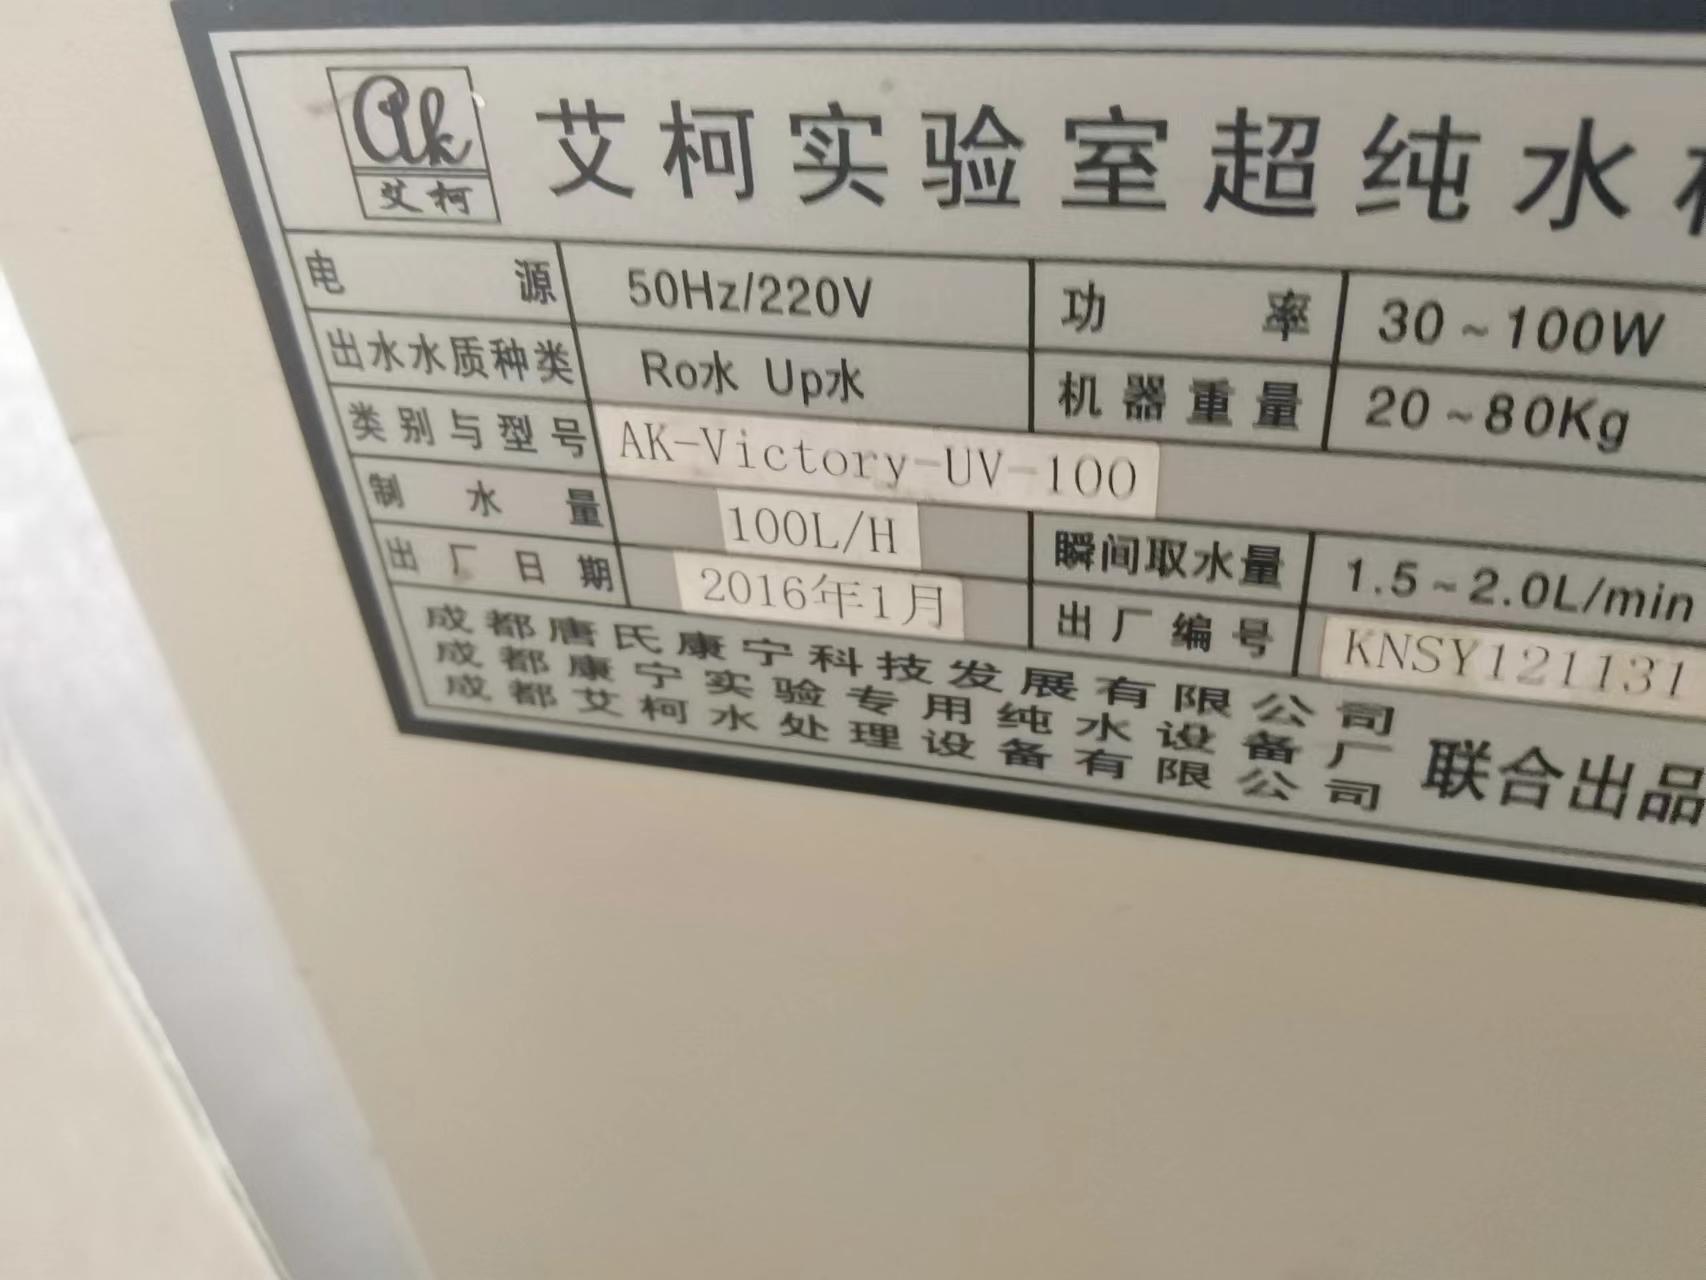 Ak
艾柯
艾柯实验室超纯水
电源 50Hz/220V 功率 30~100W
出水水质种类 Ro水 Up水 机器重量 20~80Kg
类别与型号 AK-Victory-UV-100
制水量 100L/H 瞬间取水量 1.5~2.0L/min
出厂日期 2016年1月 出厂编号 KNSY121131
成都唐氏康宁科技发展有限公司
成都康宁实验专用纯水设备厂
成都艾柯水处理设备有限公司
联合出品